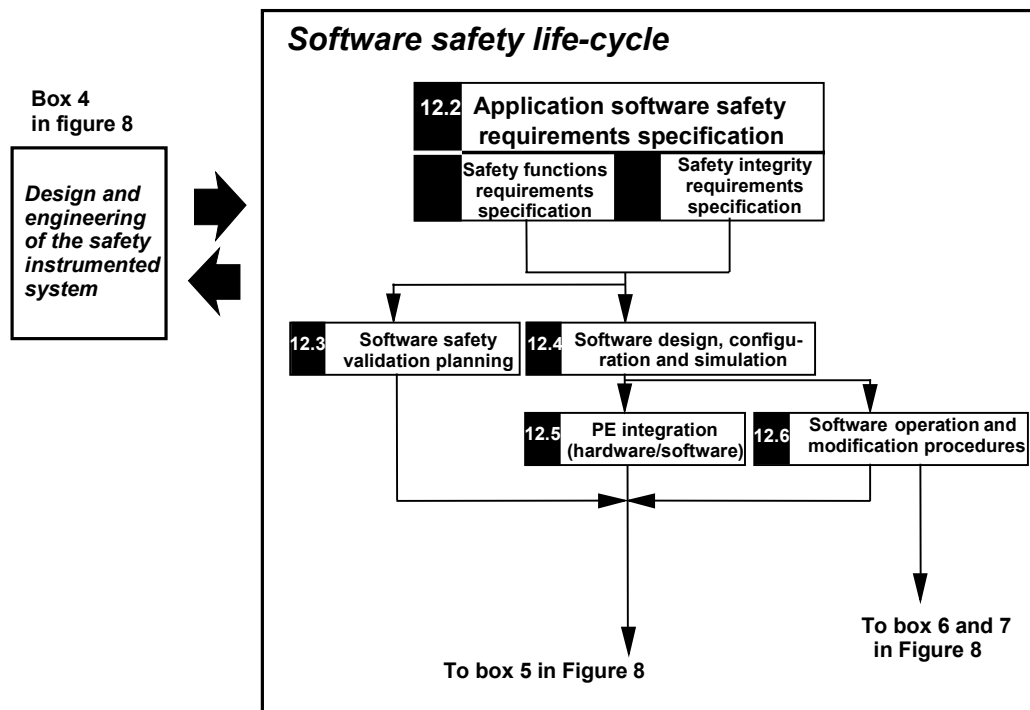 Software safety life-cycle
Box 4
in figure 8
Design and
engineering
of the safety
instrumented
system
12.2
Application software safety
requirements specification
Safety functions
requirements
specification
Safety integrity
requirements
specification
12.3
Software safety
validation planning
12.4
Software design, configu-
ration and simulation
12.5
PE integration
(hardware/software)
12.6
Software operation and
modification procedures
To box 5 in Figure 8
To box 6 and 7
in Figure 8